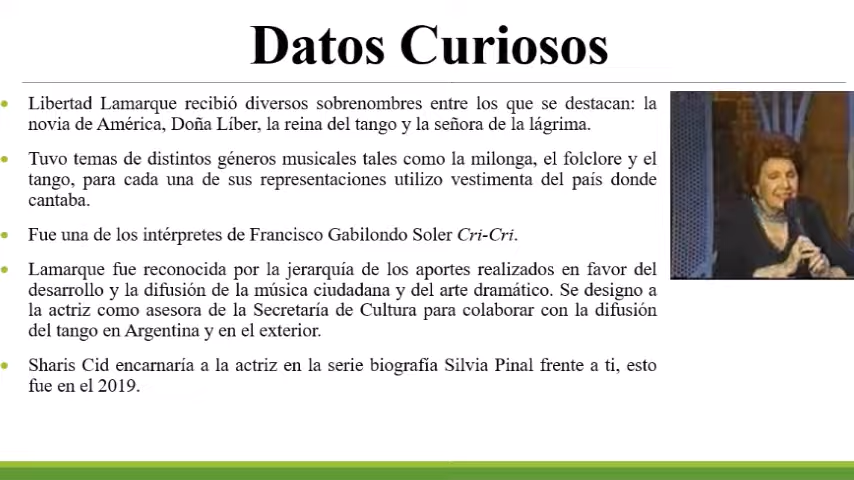 Datos Curiosos
Libertad Lamarque recibió diversos sobrenombres entre los que se destacan: la
novia de América, Doña Líber, la reina del tango y la señora de la lágrima.
Tuvo temas de distintos géneros musicales tales como la milonga, el folclore y el
tango, para cada una de sus representaciones utilizo vestimenta del país donde
cantaba.
Fue una de los intérpretes de Francisco Gabilondo Soler Cri-Cri.
Lamarque fue reconocida por la jerarquía de los aportes realizados en favor del
desarrollo y la difusión de la música ciudadana y del arte dramático. Se designo a
la actriz como asesora de la Secretaría de Cultura para colaborar con la difusión
del tango en Argentina y en el exterior.
Sharis Cid encarnaría a la actriz en la serie biografía Silvia Pinal frente a ti, esto
fue en el 2019.